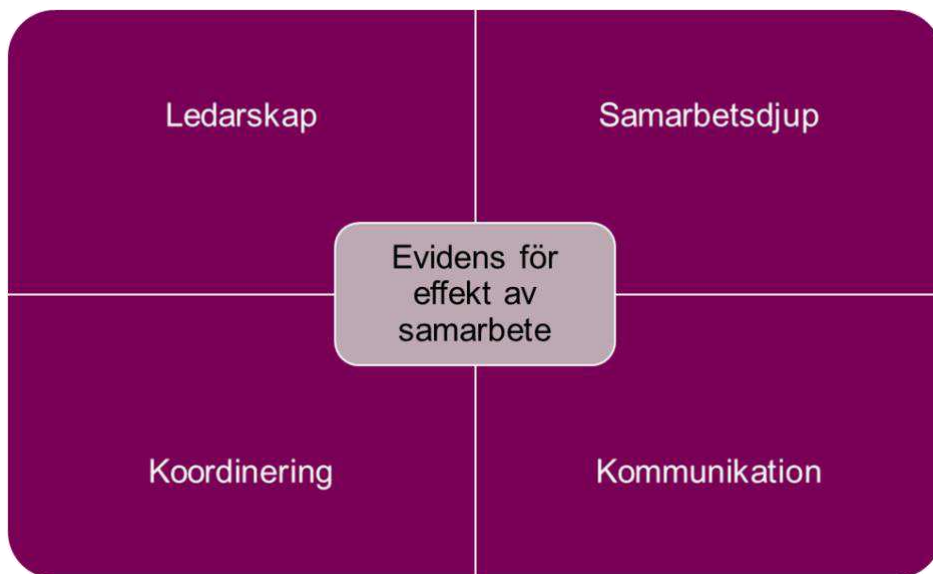 Ledarskap
Samarbetsdjup
Evidens för
effekt av
samarbete
Koordinering
Kommunikation